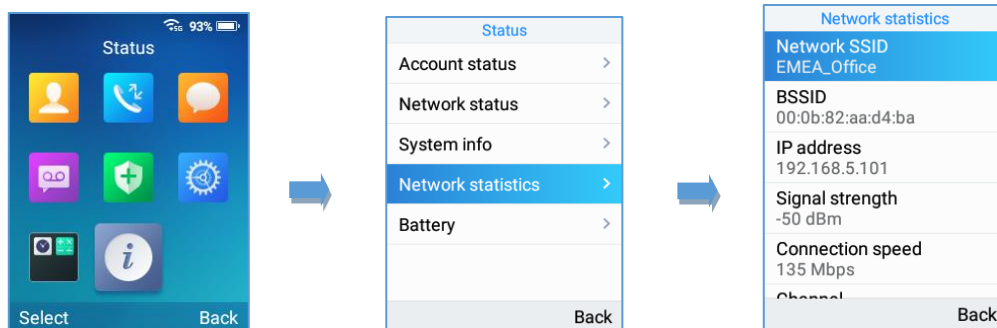 5G 93%
Status
Select Back
Status
Account status
Network status
System info
Network statistics
Battery
Back
Network statistics
Network SSID
EMEA_Office
BSSID
00:0b:82:aa:d4:ba
IP address
192.168.5.101
Signal strength
-50 dBm
Connection speed
135 Mbps
Channel
Back